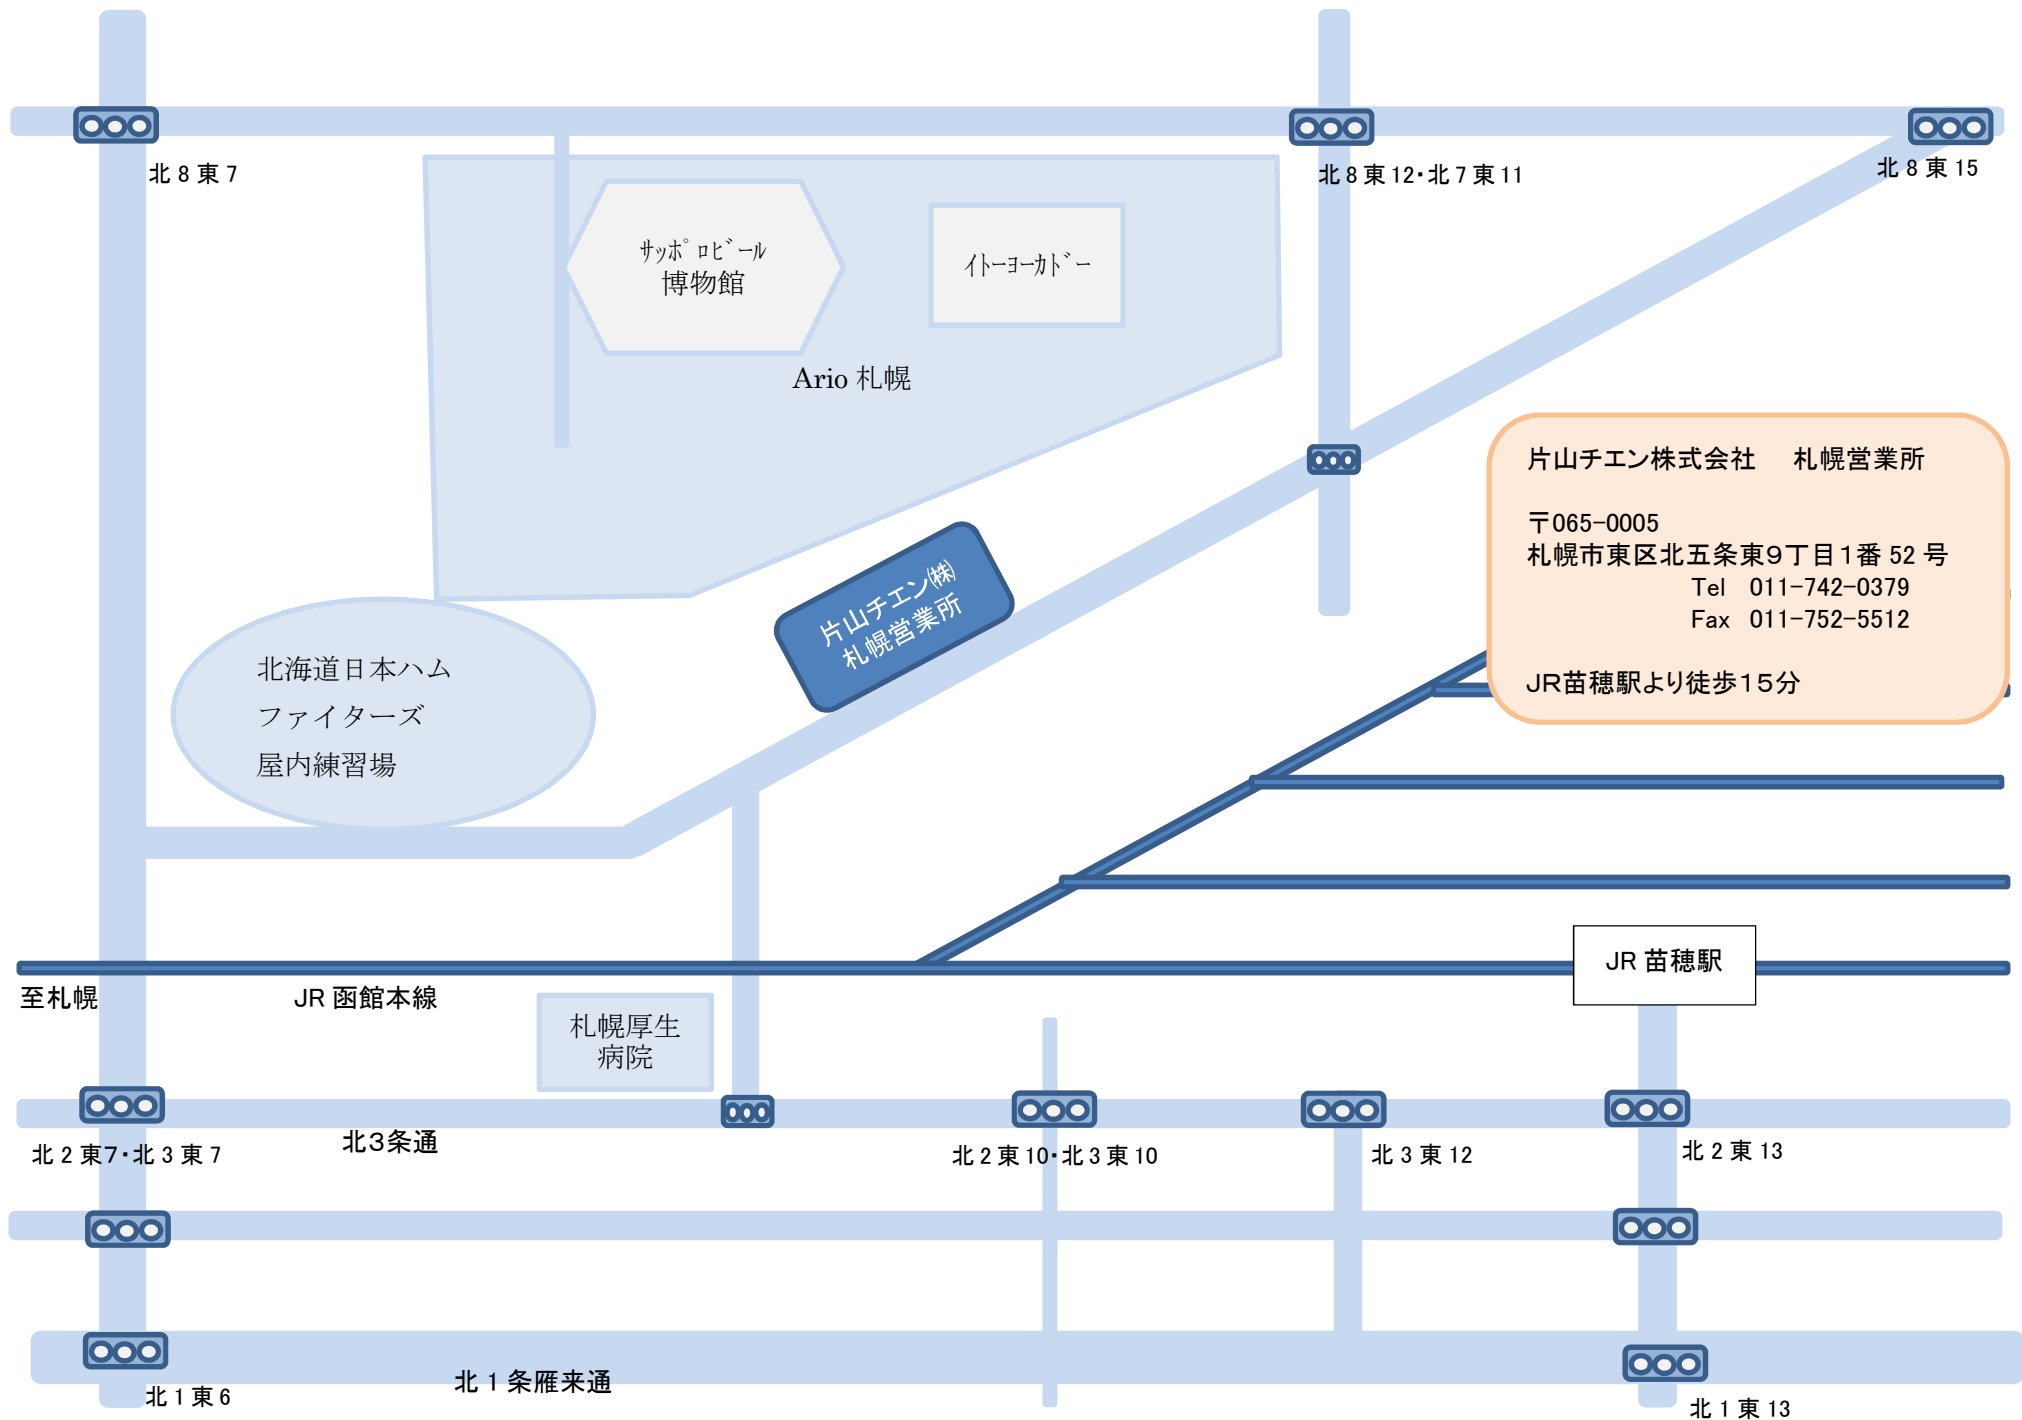 北8東7
北8東12・北7東11
北8東15
ｻｯﾎﾟﾛﾋﾞｰﾙ
博物館
ｲﾄｰﾖｰｶﾄﾞｰ
Ario 札幌
片山チエン株式会社　札幌営業所
〒065-0005
札幌市東区北五条東９丁目１番 52 号
Tel　011-742-0379
Fax　011-752-5512
ＪＲ苗穂駅より徒歩１５分
片山チエン㈱
札幌営業所
北海道日本ハム
ファイターズ
屋内練習場
JR 苗穂駅
至札幌
JR 函館本線
札幌厚生
病院
北３条通
北2東7・北3東7
北2東10・北3東10
北3東12
北2東13
北１条雁来通
北1東6
北1東13